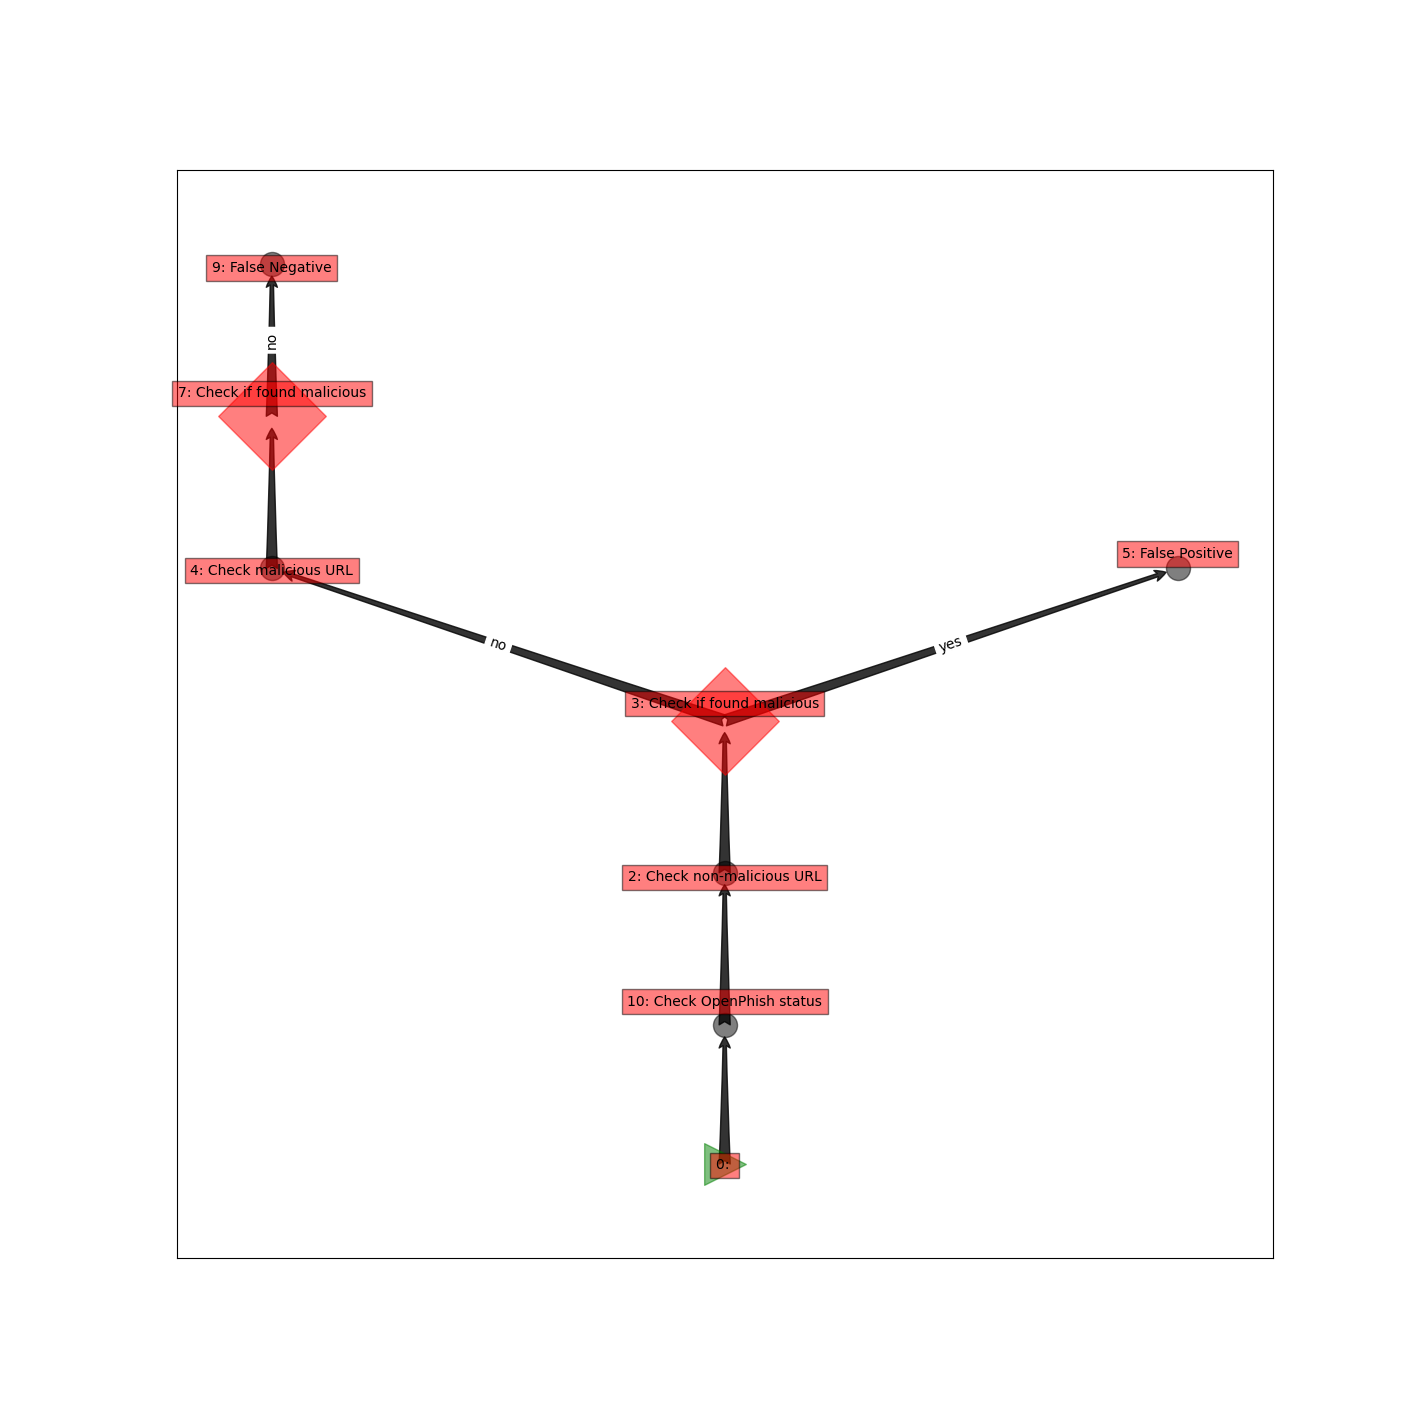 9: False Negative
no
7: Check if found malicious
5: False Positive
4: Check malicious URL
no
yes
3: Check if found malicious
2: Check non-malicious URL
10: Check OpenPhish status
0: